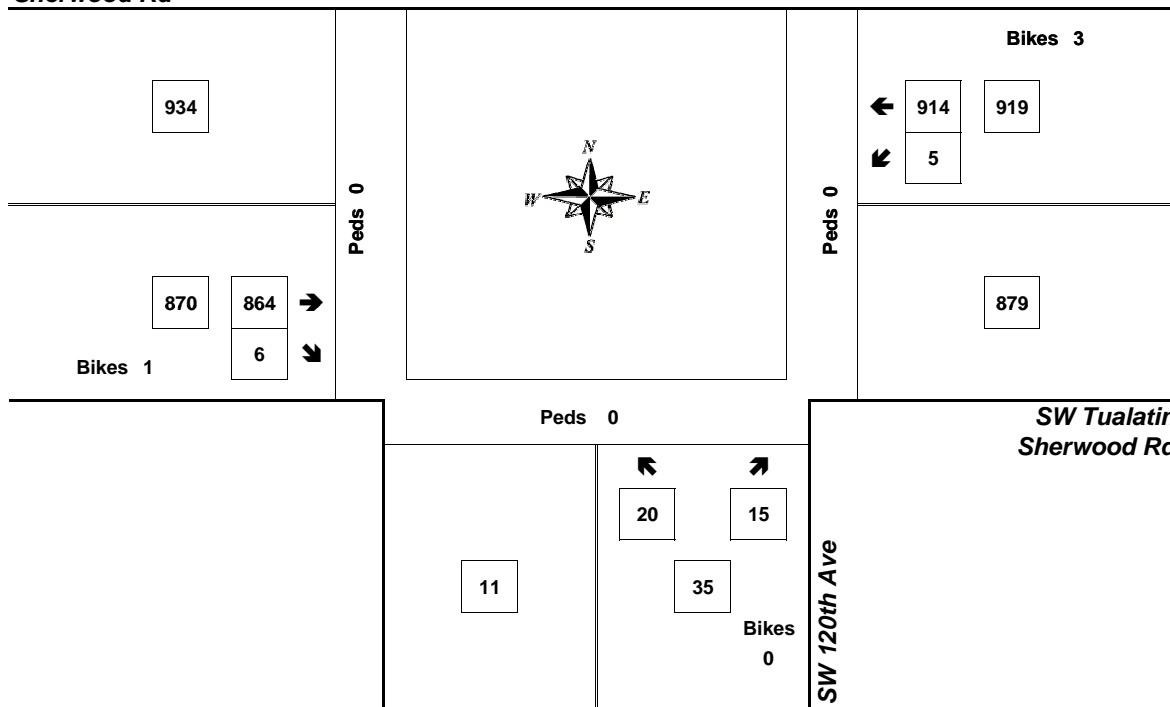 Sherwood Rd
Bikes 3
934
914 919
5
N
W E
S
Peds 0
Peds 0
870 864
6
Bikes 1
879
Peds 0
SW Tualatin
Sherwood Rd
20 15
11
35
Bikes
0
SW 120th Ave